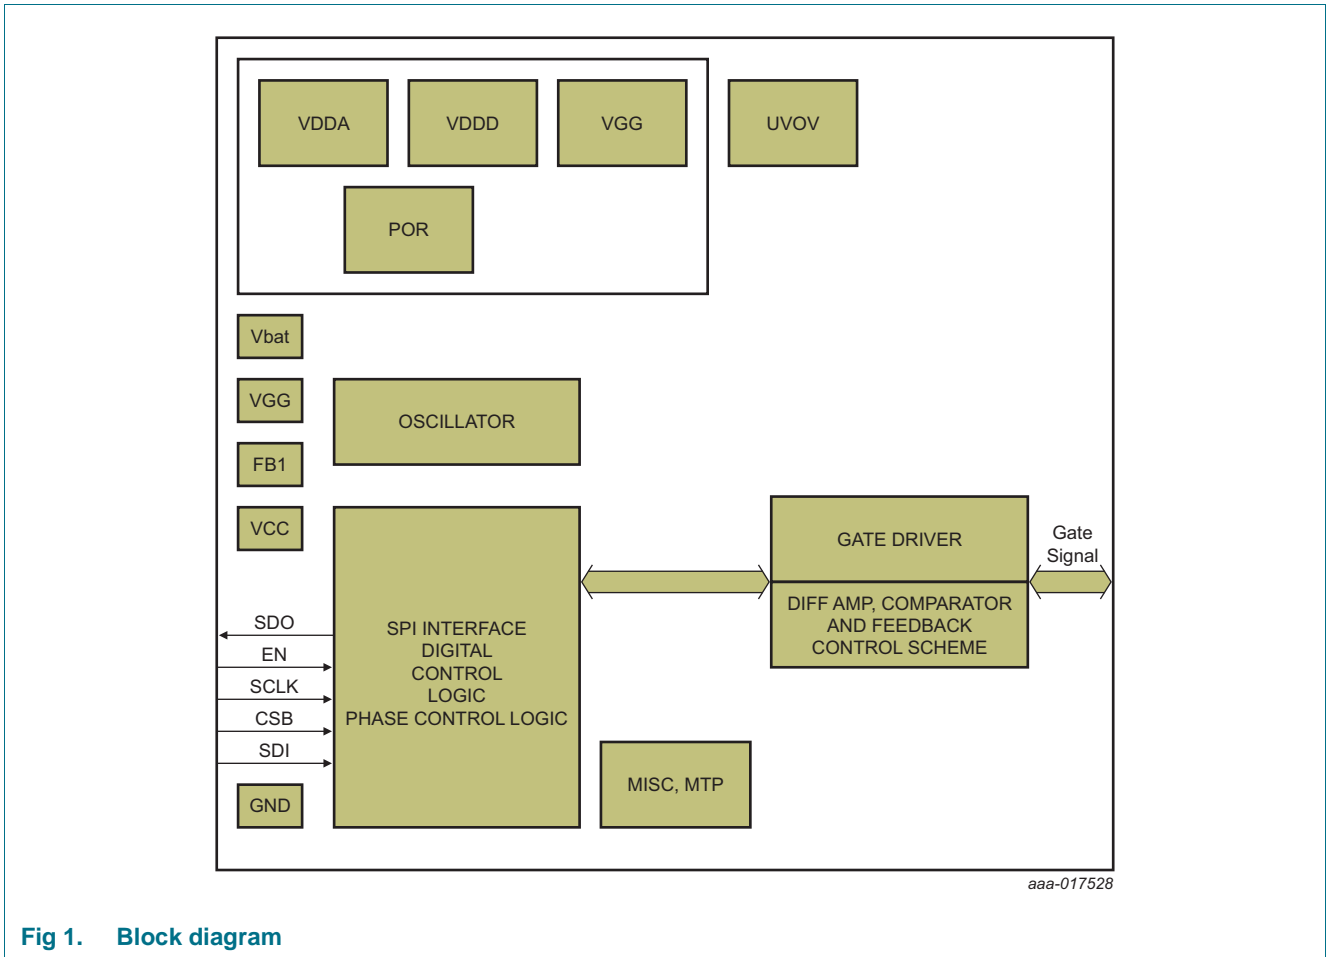 VDDA
VDDD
VGG
UVOV
POR
Vbat
VGG
OSCILLATOR
FB1
VCC
GATE DRIVER
Gate
Signal
DIFF AMP, COMPARATOR
AND FEEDBACK
CONTROL SCHEME
SDO
EN
SCLK
CSB
SDI
SPI INTERFACE
DIGITAL
CONTROL
LOGIC
PHASE CONTROL LOGIC
MISC, MTP
GND
aaa-017528
Fig 1. Block diagram